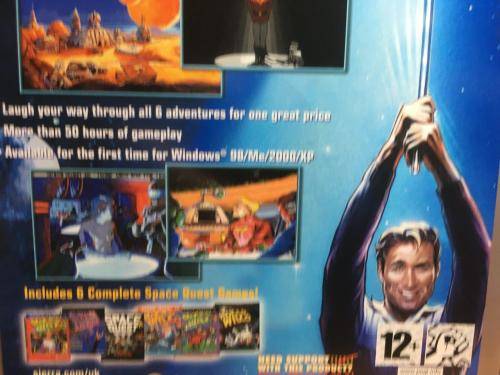 Laugh your way through all 6 adventures for one great price
More than 50 hours of gameplay
Available for the first time for Windows® 98/Me/2000/XP
Includes 6 Complete Space Quest Games!
12+
sierra.com/uk
NEED SUPPORT
WITH THIS PRODUCT?